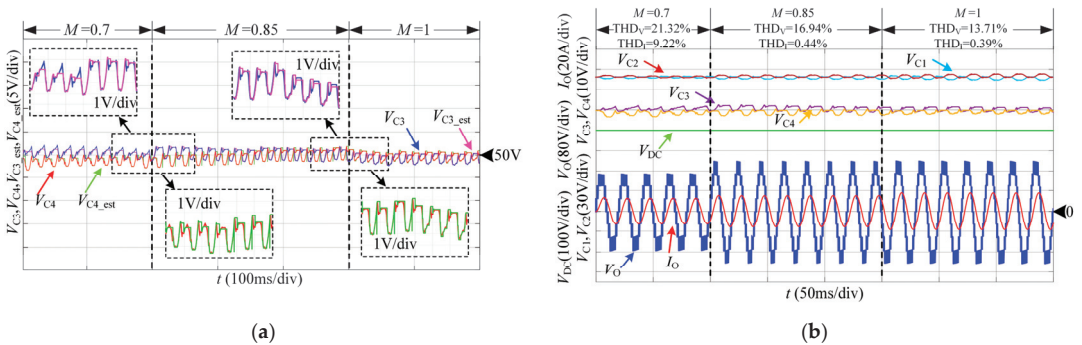 M=0.7
M=0.85
M=1
1V/div
1V/div
1V/div
1V/div
V_C3
V_C3_est
50V
V_C4
V_C4_est
V_C3, V_C4, V_C3_est, V_C4_est(5V/div)
t (100ms/div)
(a)
M=0.7
M=0.85
M=1
THD_V=21.32%
THD_V=16.94%
THD_V=13.71%
THD_I=9.22%
THD_I=0.44%
THD_I=0.39%
V_C2
V_C1
V_C3
V_C4
V_DC
0
V_O
I_O
V_DC(100V/div) V_O(80V/div) I_O(20A/div)
V_C1, V_C2(30V/div) V_C3, V_C4(10V/div)
t (50ms/div)
(b)